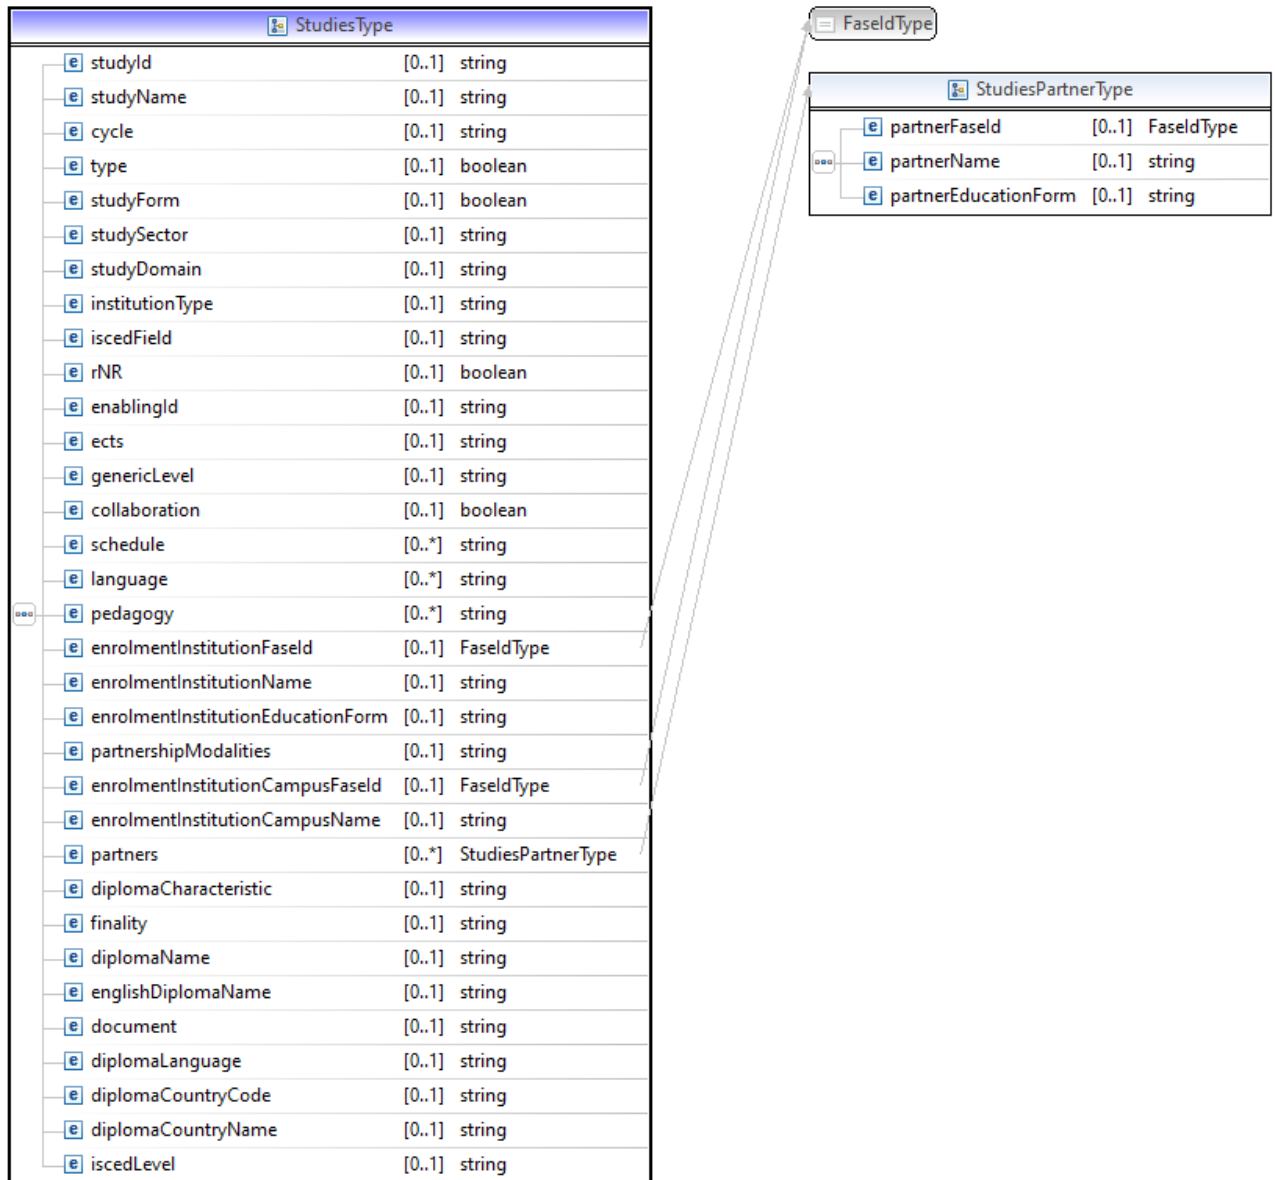 StudiesType
studyId [0..1] string
studyName [0..1] string
cycle [0..1] string
type [0..1] boolean
studyForm [0..1] boolean
studySector [0..1] string
studyDomain [0..1] string
institutionType [0..1] string
iscedField [0..1] string
rNR [0..1] boolean
enablingId [0..1] string
ects [0..1] string
genericLevel [0..1] string
collaboration [0..1] boolean
schedule [0..*] string
language [0..*] string
pedagogy [0..*] string
enrolmentInstitutionFaseId [0..1] FaseIdType
enrolmentInstitutionName [0..1] string
enrolmentInstitutionEducationForm [0..1] string
partnershipModalities [0..1] string
enrolmentInstitutionCampusFaseId [0..1] FaseIdType
enrolmentInstitutionCampusName [0..1] string
partners [0..*] StudiesPartnerType
diplomaCharacteristic [0..1] string
finality [0..1] string
diplomaName [0..1] string
englishDiplomaName [0..1] string
document [0..1] string
diplomaLanguage [0..1] string
diplomaCountryCode [0..1] string
diplomaCountryName [0..1] string
iscedLevel [0..1] string
FaseIdType
StudiesPartnerType
partnerFaseId [0..1] FaseIdType
partnerName [0..1] string
partnerEducationForm [0..1] string